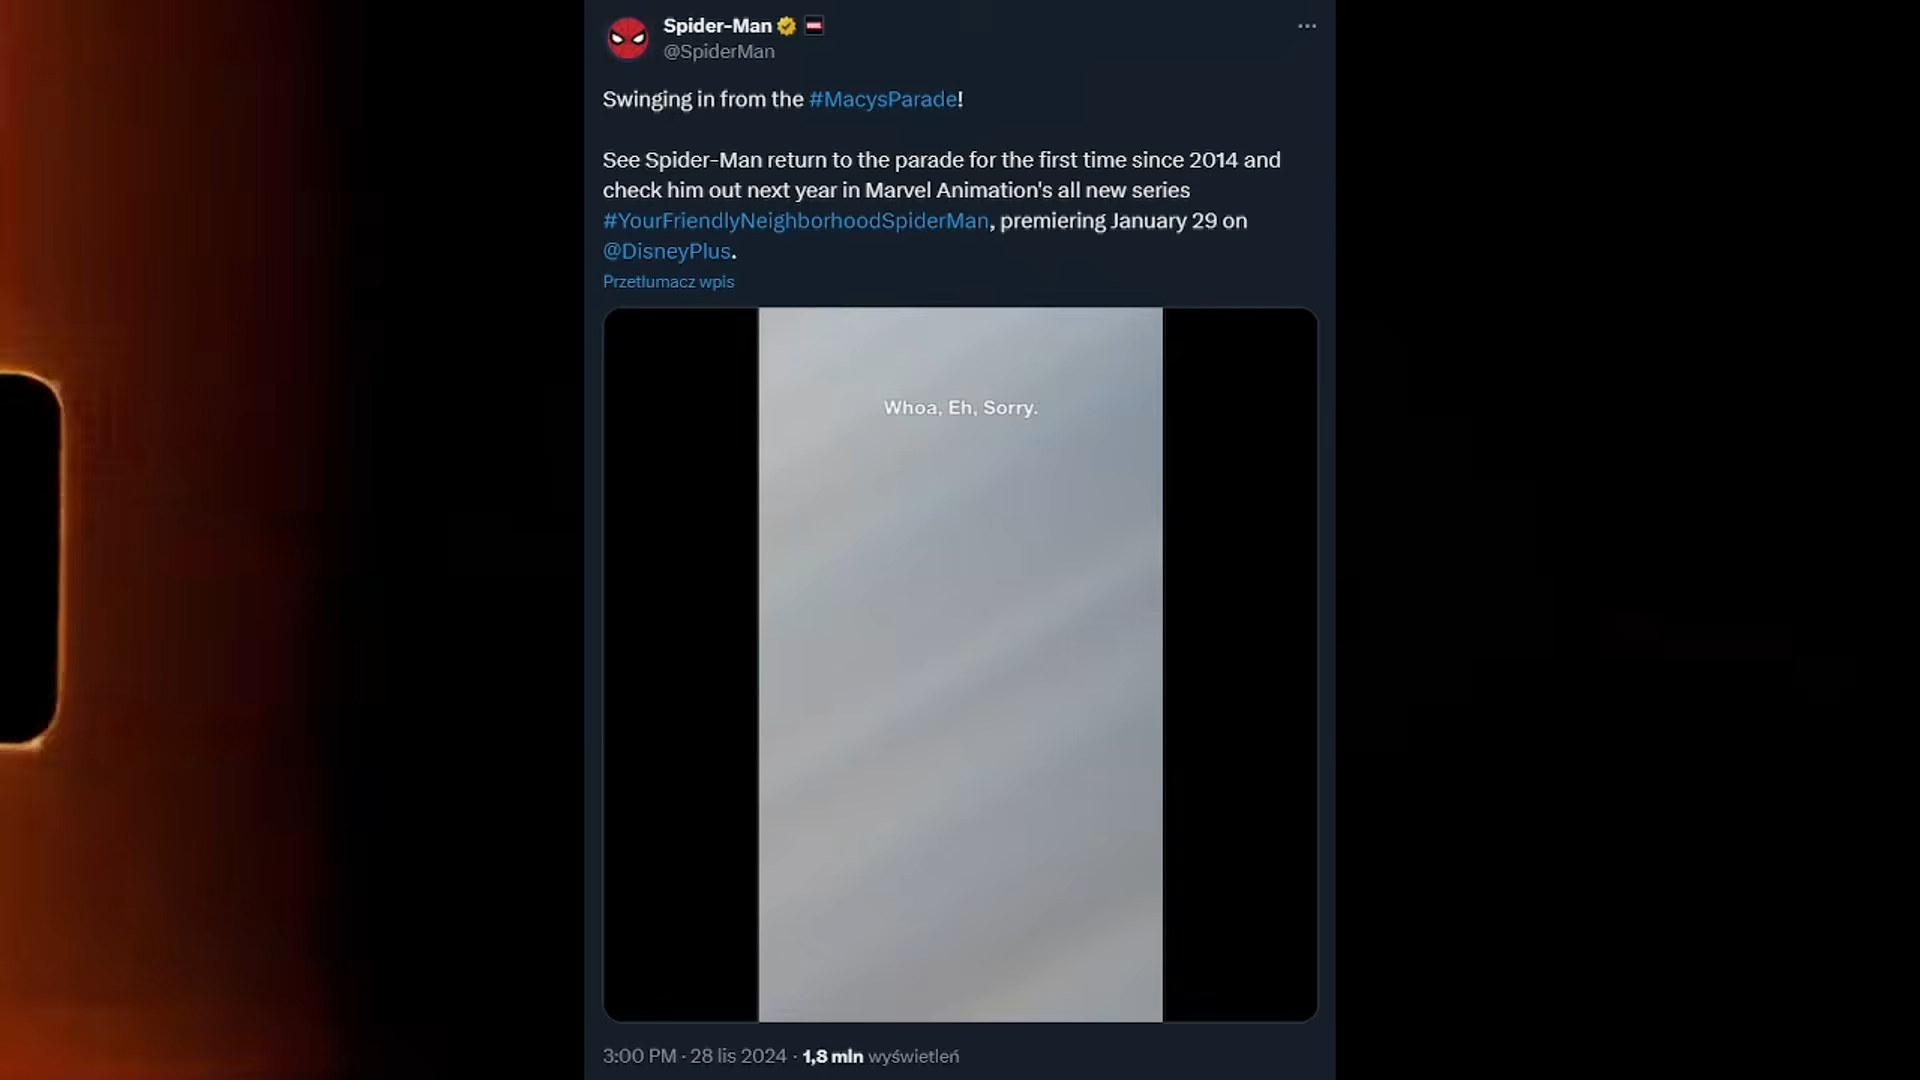 Spider-Man
@SpiderMan
Swinging in from the #MacysParade!
See Spider-Man return to the parade for the first time since 2014 and
check him out next year in Marvel Animation's all new series
#YourFriendlyNeighborhoodSpiderMan, premiering January 29 on
@DisneyPlus.
Przetłumacz wpis
Whoa, Eh, Sorry.
3:00 PM · 28 lis 2024 · 1,8 mln wyświetleń